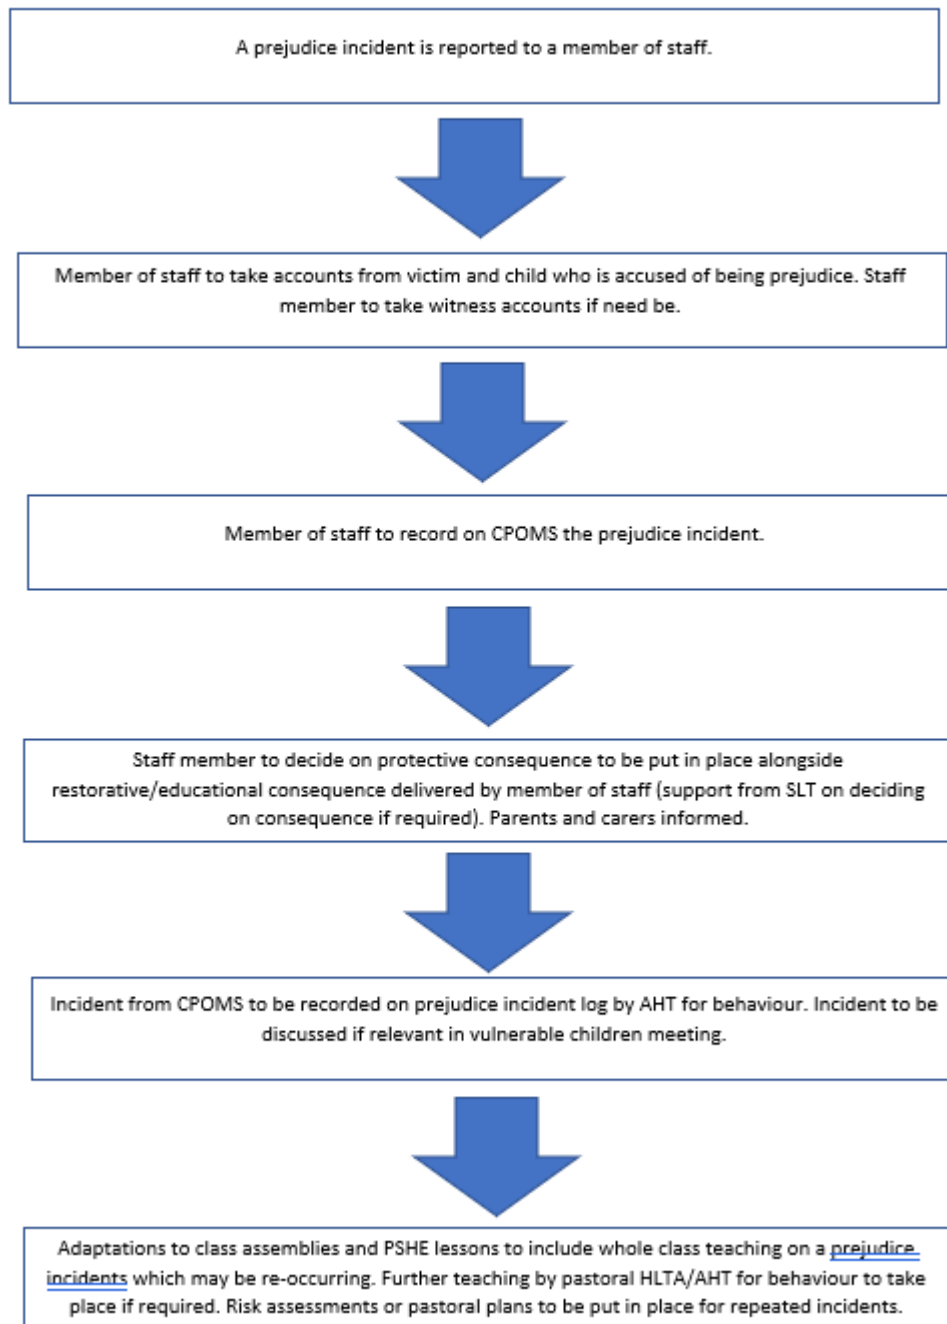 A prejudice incident is reported to a member of staff.
Member of staff to take accounts from victim and child who is accused of being prejudice. Staff
member to take witness accounts if need be.
Member of staff to record on CPOMS the prejudice incident.
Staff member to decide on protective consequence to be put in place alongside
restorative/educational consequence delivered by member of staff (support from SLT on deciding
on consequence if required). Parents and carers informed.
Incident from CPOMS to be recorded on prejudice incident log by AHT for behaviour. Incident to be
discussed if relevant in vulnerable children meeting.
Adaptations to class assemblies and PSHE lessons to include whole class teaching on a prejudice
incidents which may be re-occurring. Further teaching by pastoral HLTA/AHT for behaviour to take
place if required. Risk assessments or pastoral plans to be put in place for repeated incidents.